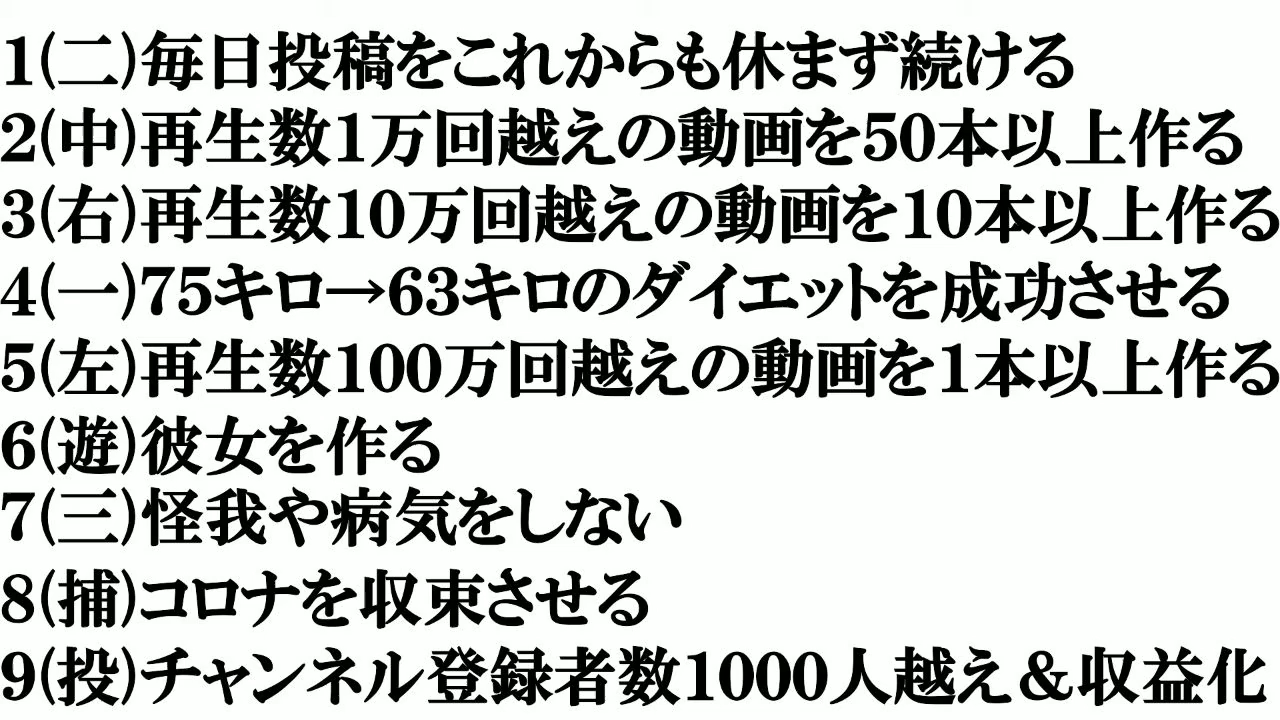 1(二)毎日投稿をこれからも休まず続ける
2(中)再生数1万回越えの動画を50本以上作る
3(右)再生数10万回越えの動画を10本以上作る
4(一)75キロ→63キロのダイエットを成功させる
5(左)再生数100万回越えの動画を1本以上作る
6(遊)彼女を作る
7(三)怪我や病気をしない
8(捕)コロナを収束させる
9(投)チャンネル登録者数1000人越え＆収益化